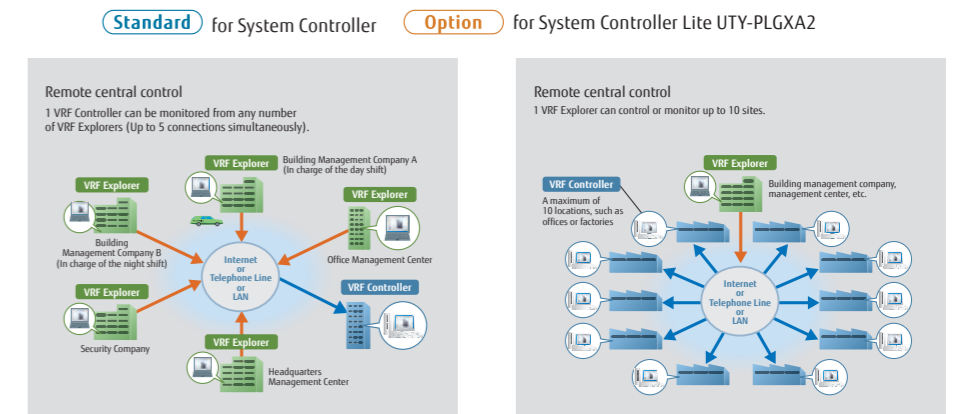 Standard for System Controller
Option for System Controller Lite UTY-PLGXA2
Remote central control
1 VRF Controller can be monitored from any number
of VRF Explorers (Up to 5 connections simultaneously).
VRF Explorer
Building Management Company A
(In charge of the day shift)
VRF Explorer
Building
Management Company B
(In charge of the night shift)
VRF Explorer
Office Management Center
Internet
or
Telephone Line
or
LAN
VRF Explorer
Security Company
VRF Controller
VRF Explorer
Headquarters
Management Center
Remote central control
1 VRF Explorer can control or monitor up to 10 sites.
VRF Explorer
Building management company,
management center, etc.
VRF Controller
A maximum of
10 locations, such as
offices or factories
Internet
or
Telephone Line
or
LAN